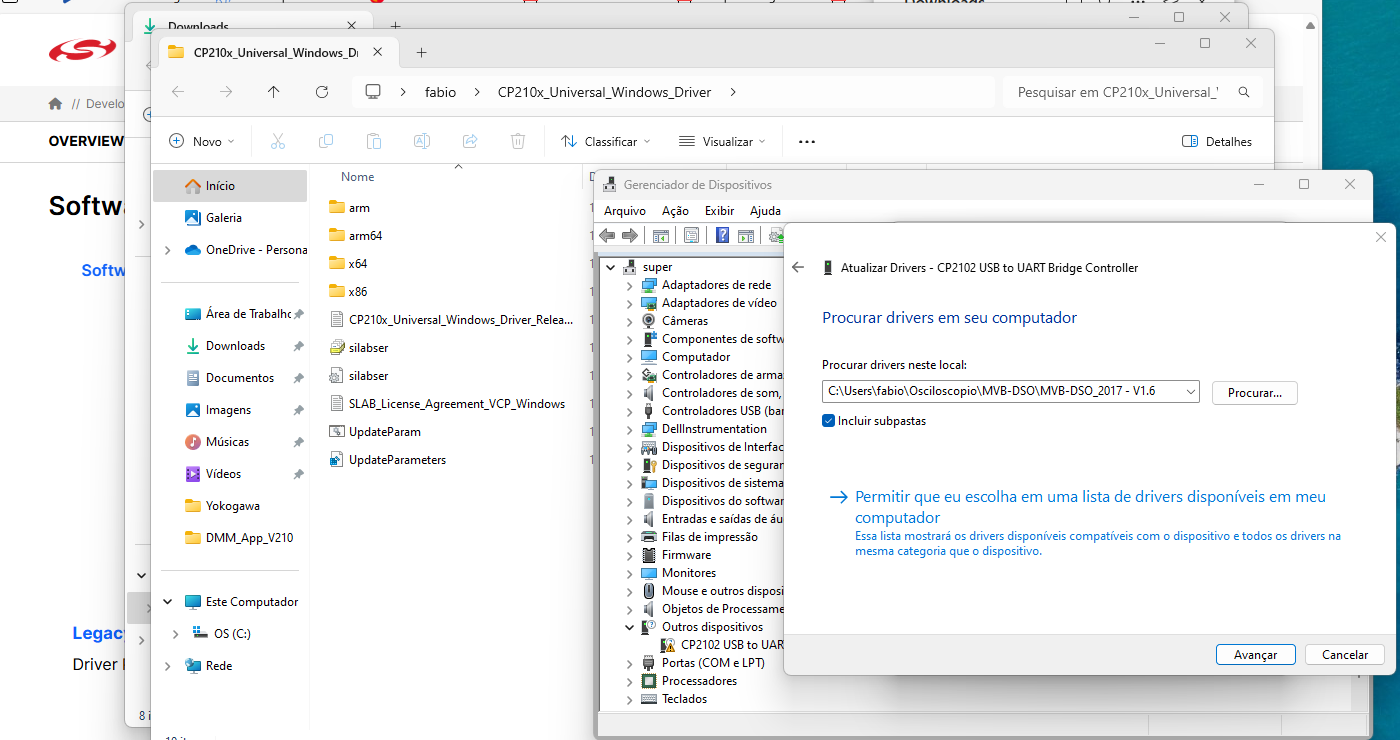 Downloads
CP210x_Universal_Windows_Dr
fabio
CP210x_Universal_Windows_Driver
Pesquisar em CP210x_Universal_'
// Develo
OVERVIEW
Softwa
Softw
Legac
Driver
8 i
Novo
Classificar
Visualizar
Detalhes
Início
Galeria
OneDrive - Persona
Área de Trabalho
Downloads
Documentos
Imagens
Músicas
Vídeos
Yokogawa
DMM_App_V210
Este Computador
OS (C:)
Rede
Nome
arm
arm64
x64
x86
CP210x_Universal_Windows_Driver_Relea...
silabser
silabser
SLAB_License_Agreement_VCP_Windows
UpdateParam
UpdateParameters
Gerenciador de Dispositivos
Arquivo Ação Exibir Ajuda
super
Adaptadores de rede
Adaptadores de vídeo
Câmeras
Componentes de softw
Computador
Controladores de arma
Controladores de som,
Controladores USB (bar
DellInstrumentation
Dispositivos de Interfac
Dispositivos de seguran
Dispositivos de sistema
Dispositivos do softwar
Entradas e saídas de áu
Filas de impressão
Firmware
Monitores
Mouse e outros disposi
Objetos de Processame
Outros dispositivos
CP2102 USB to UAR
Portas (COM e LPT)
Processadores
Teclados
Atualizar Drivers - CP2102 USB to UART Bridge Controller
Procurar drivers em seu computador
Procurar drivers neste local:
C:\Users\fabio\Osciloscopio\MVB-DSO\MVB-DSO_2017 - V1.6
Procurar...
Incluir subpastas
Permitir que eu escolha em uma lista de drivers disponíveis em meu
computador
Essa lista mostrará os drivers disponíveis compatíveis com o dispositivo e todos os drivers na
mesma categoria que o dispositivo.
Avançar
Cancelar